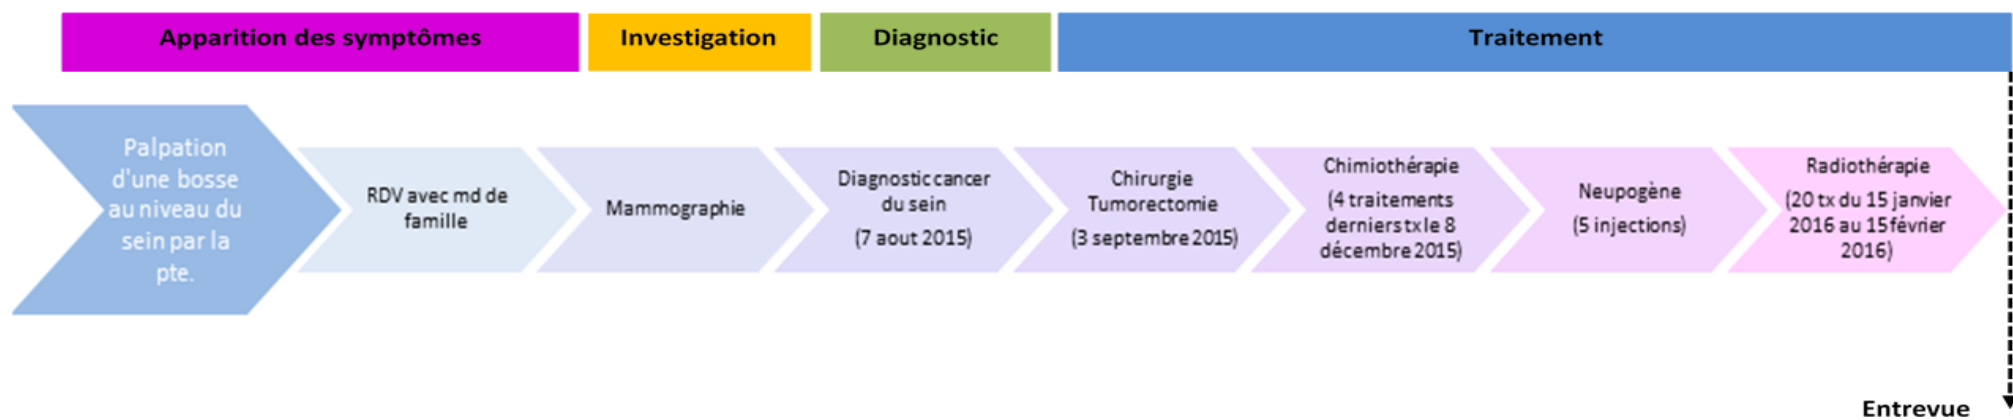 Apparition des symptômes
Investigation
Diagnostic
Traitement
Palpation
d'une bosse
au niveau du
sein par la
pte.
RDV avec md de
famille
Mammographie
Diagnostic cancer
du sein
(7 aout 2015)
Chirurgie
Tumorectomie
(3 septembre 2015)
Chimiothérapie
(4 traitements
derniers tx le 8
décembre 2015)
Neupogène
(5 injections)
Radiothérapie
(20 tx du 15 janvier
2016 au 15 février
2016)
Entrevue